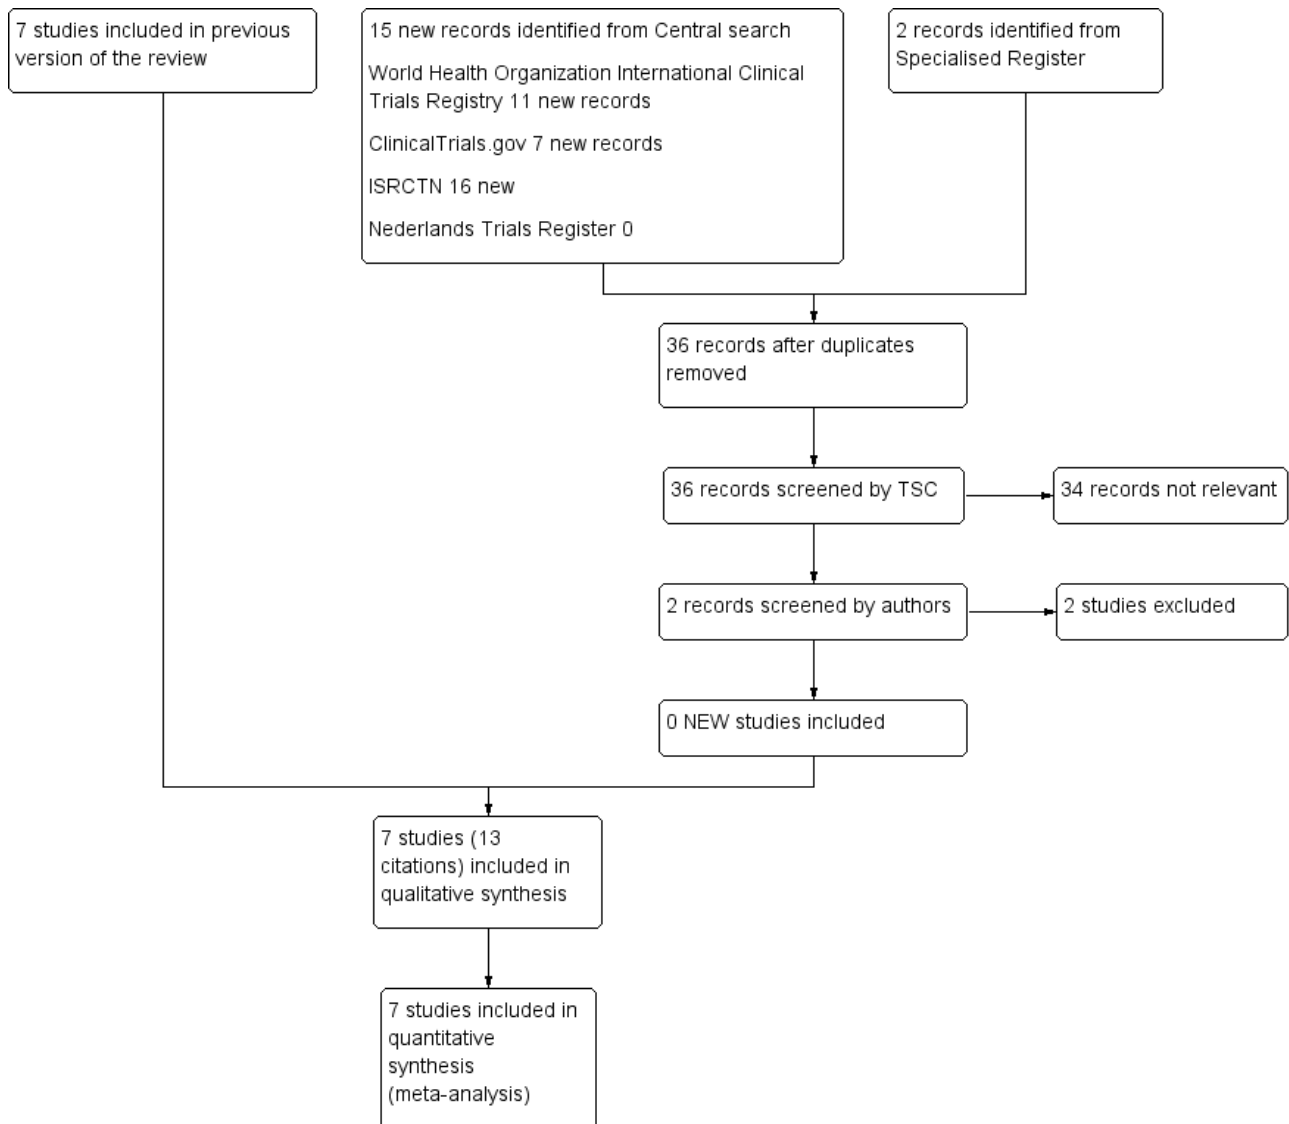 7 studies included in previous
version of the review
15 new records identified from Central search
World Health Organization International Clinical
Trials Registry 11 new records
ClinicalTrials.gov 7 new records
ISRCTN 16 new
Nederlands Trials Register 0
2 records identified from
Specialised Register
36 records after duplicates
removed
36 records screened by TSC
34 records not relevant
2 records screened by authors
2 studies excluded
0 NEW studies included
7 studies (13
citations) included in
qualitative synthesis
7 studies included in
quantitative
synthesis
(meta-analysis)